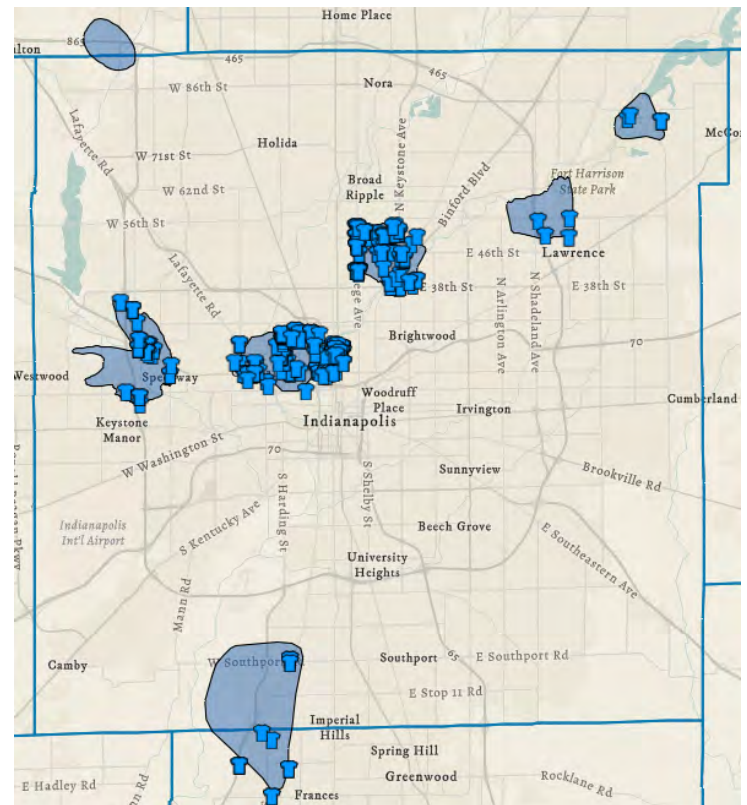 Home Place
865
465
465
W 86th St
Nora
Lafayette Rd
Holida
N Keystone Ave
W 71st St
Binford Blvd
Fort Harrison
State Park
Broad
Ripple
W 62nd St
W 56th St
E 46th St
Lawrence
Lafayette Rd
E 38th St
E 38th St
N Arlington Ave
N Shadeland Ave
Brightwood
70
Westwood
Speedway
Woodruff
Place
Cumberland
Keystone
Manor
Indianapolis
Irvington
W Washington St
70
S Shelby St
Sunnyview
Brookville Rd
S Harding St
S Kentucky Ave
Indianapolis
Int'l Airport
Beech Grove
E Southeastern Ave
University
Heights
Mann Rd
Camby
W Southport Rd
Southport
65
E Southport Rd
E Stop 11 Rd
Imperial
Hills
Spring Hill
E Hadley Rd
Greenwood
Rocklane Rd
Frances